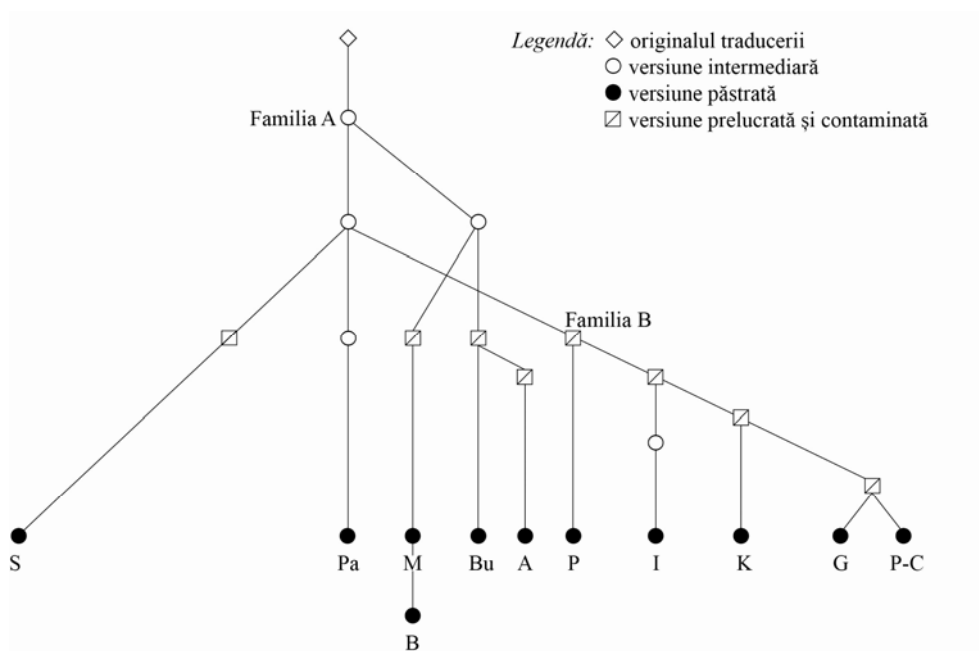 Legendă: originalul traducerii
versiune intermediară
versiune păstrată
versiune prelucrată și contaminată
Familia A
Familia B
S Pa M Bu A P I K G P-C
B